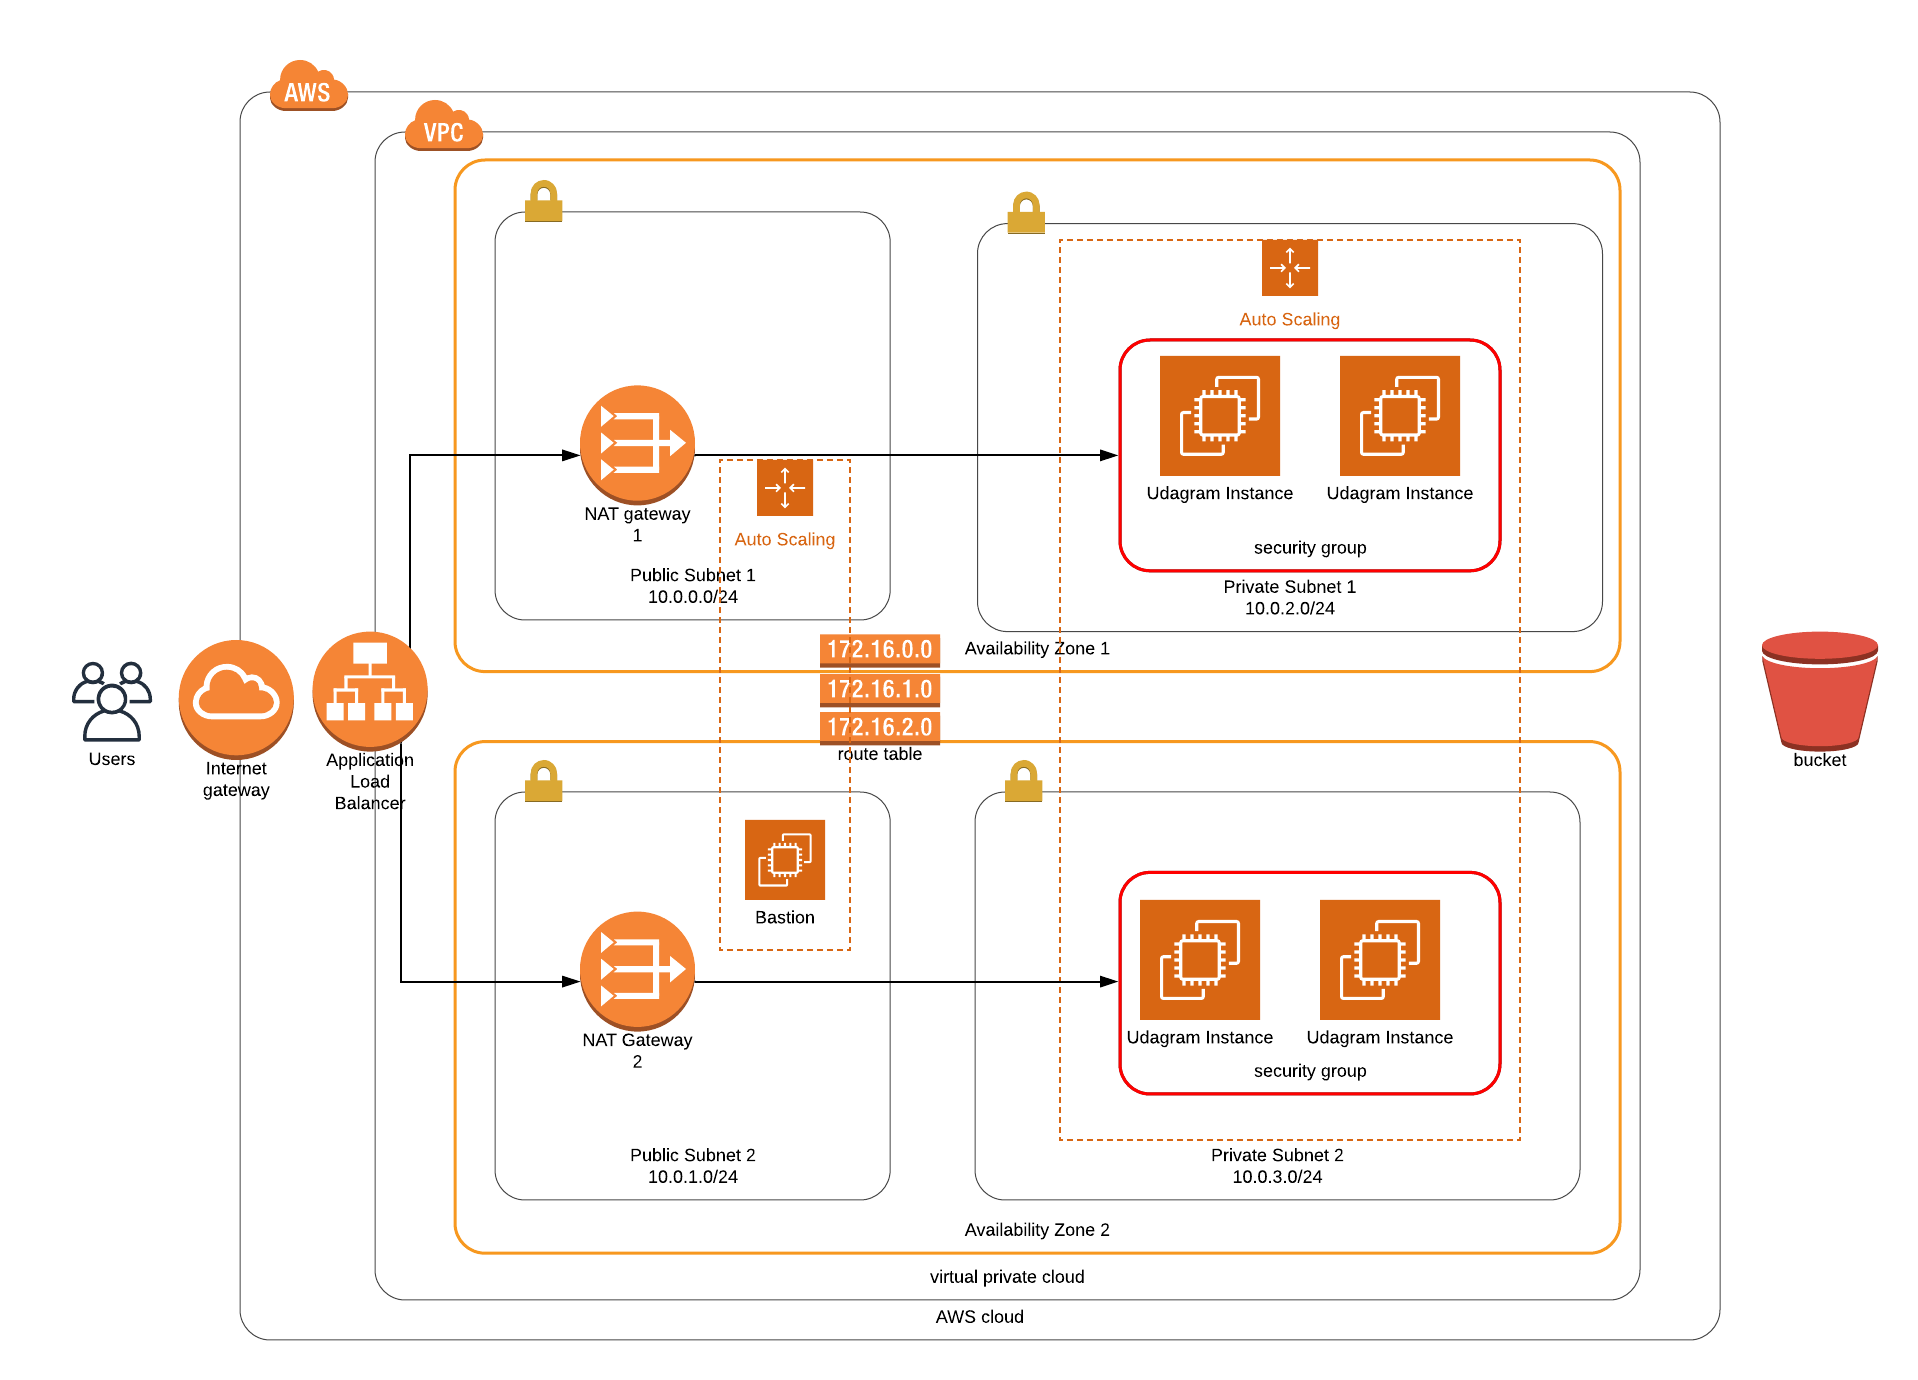 AWS
VPC
Auto Scaling
Udagram Instance
Udagram Instance
security group
Private Subnet 1
10.0.2.0/24
NAT gateway
1
Auto Scaling
Public Subnet 1
10.0.0.0/24
Availability Zone 1
172.16.0.0
172.16.1.0
172.16.2.0
route table
Users
Internet
gateway
Application
Load
Balancer
bucket
Bastion
NAT Gateway
2
Udagram Instance
Udagram Instance
security group
Public Subnet 2
10.0.1.0/24
Private Subnet 2
10.0.3.0/24
Availability Zone 2
virtual private cloud
AWS cloud